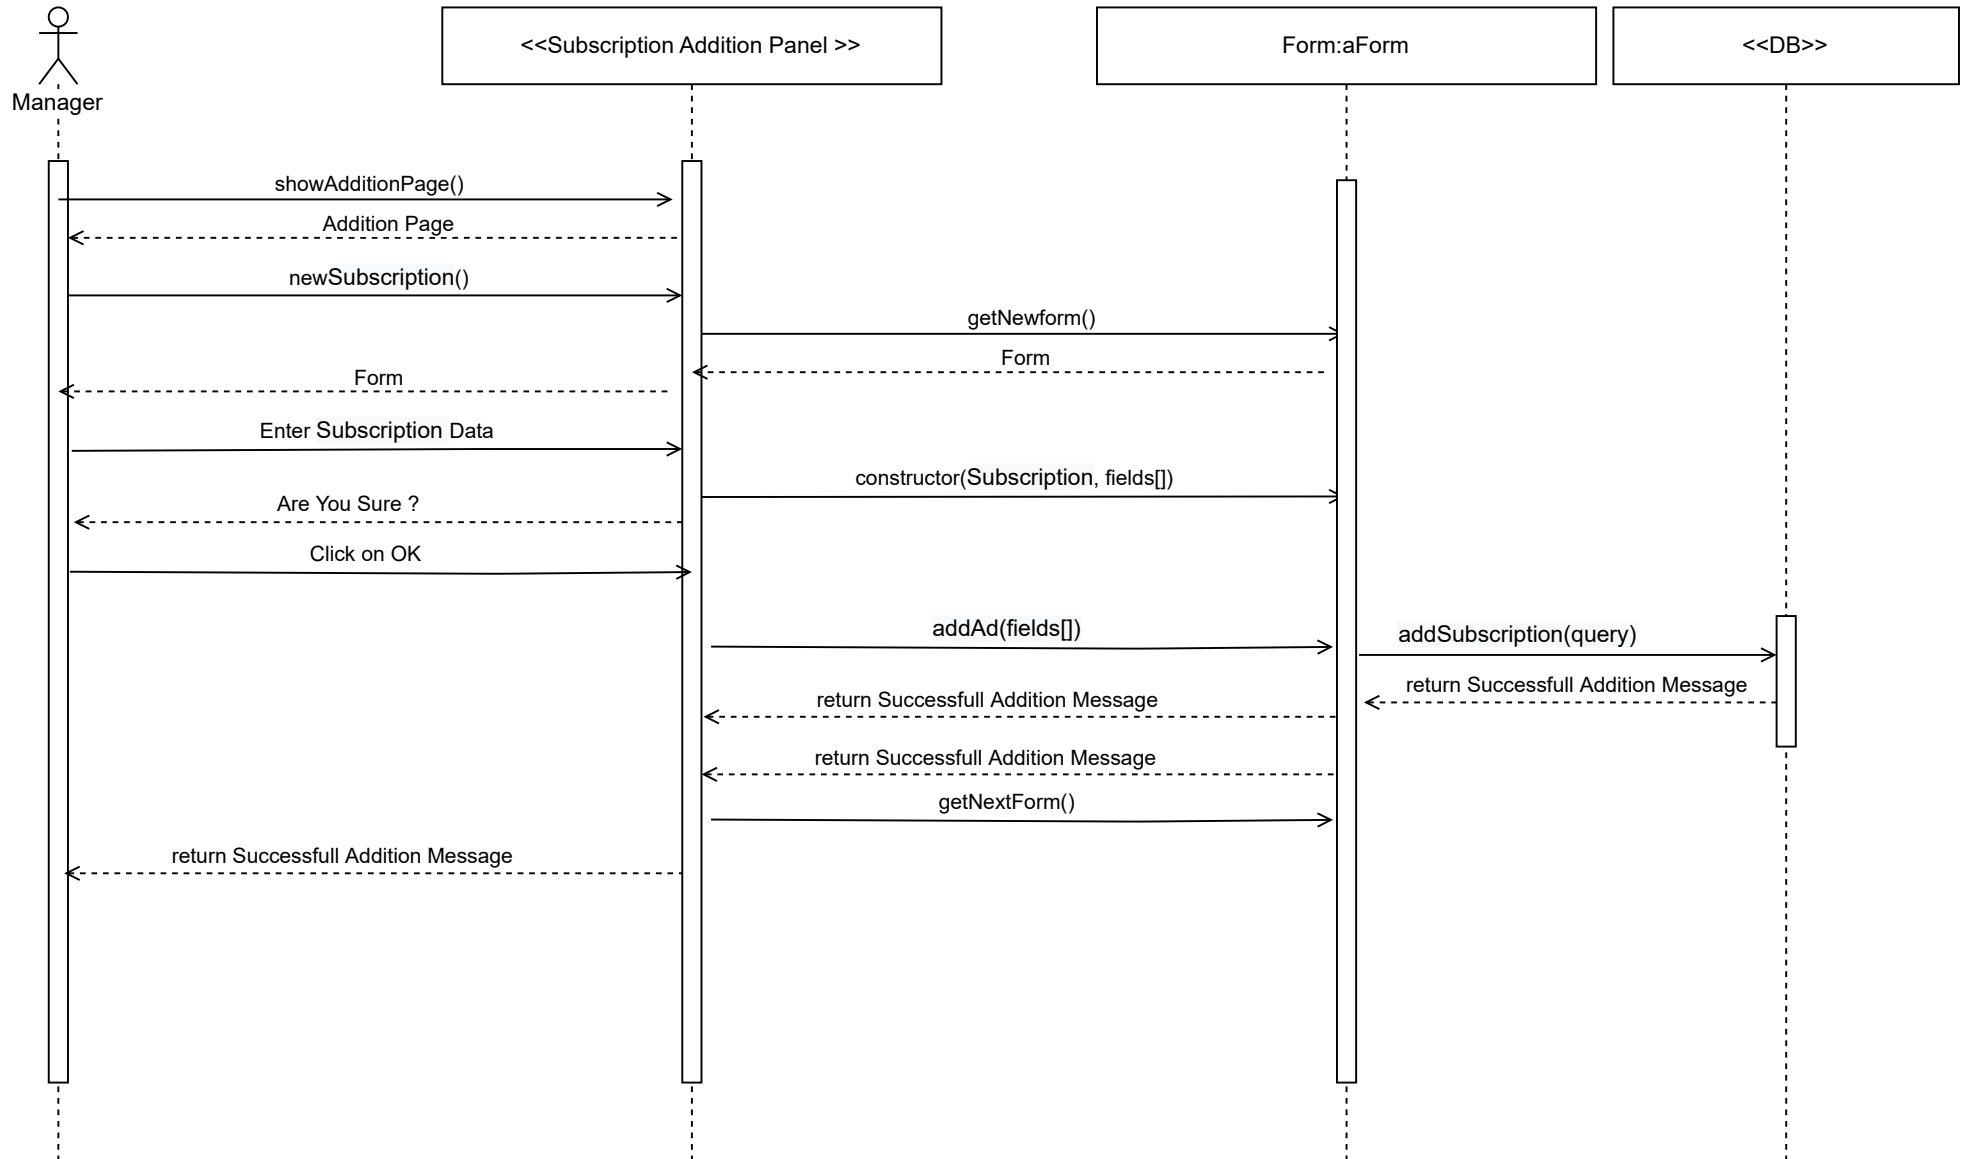 <<Subscription Addition Panel >>
Form:aForm
<<DB>>
Manager
showAdditionPage()
Addition Page
newSubscription()
getNewform()
Form
Form
Enter Subscription Data
constructor(Subscription, fields[])
Are You Sure ?
Click on OK
addAd(fields[])
addSubscription(query)
return Successfull Addition Message
return Successfull Addition Message
return Successfull Addition Message
getNextForm()
return Successfull Addition Message